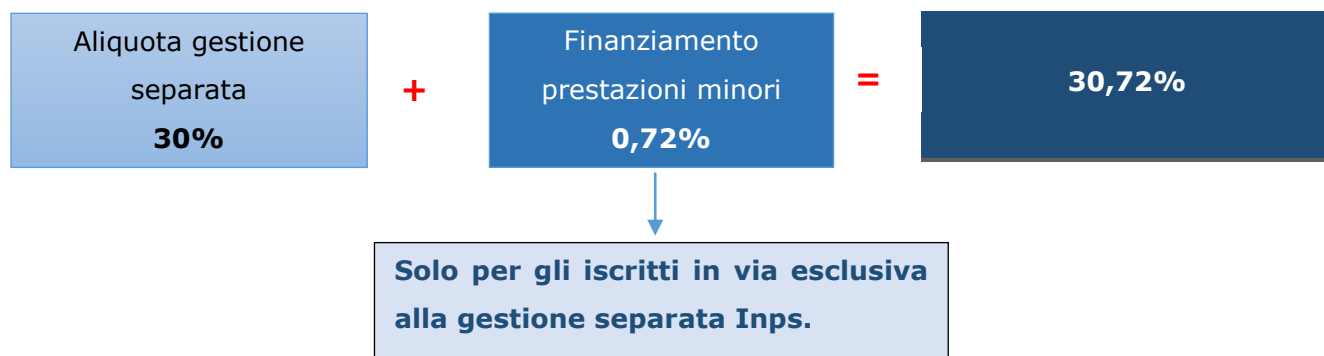 Aliquota gestione
separata
30%
+
Finanziamento
prestazioni minori
0,72%
=
30,72%
Solo per gli iscritti in via esclusiva
alla gestione separata Inps.